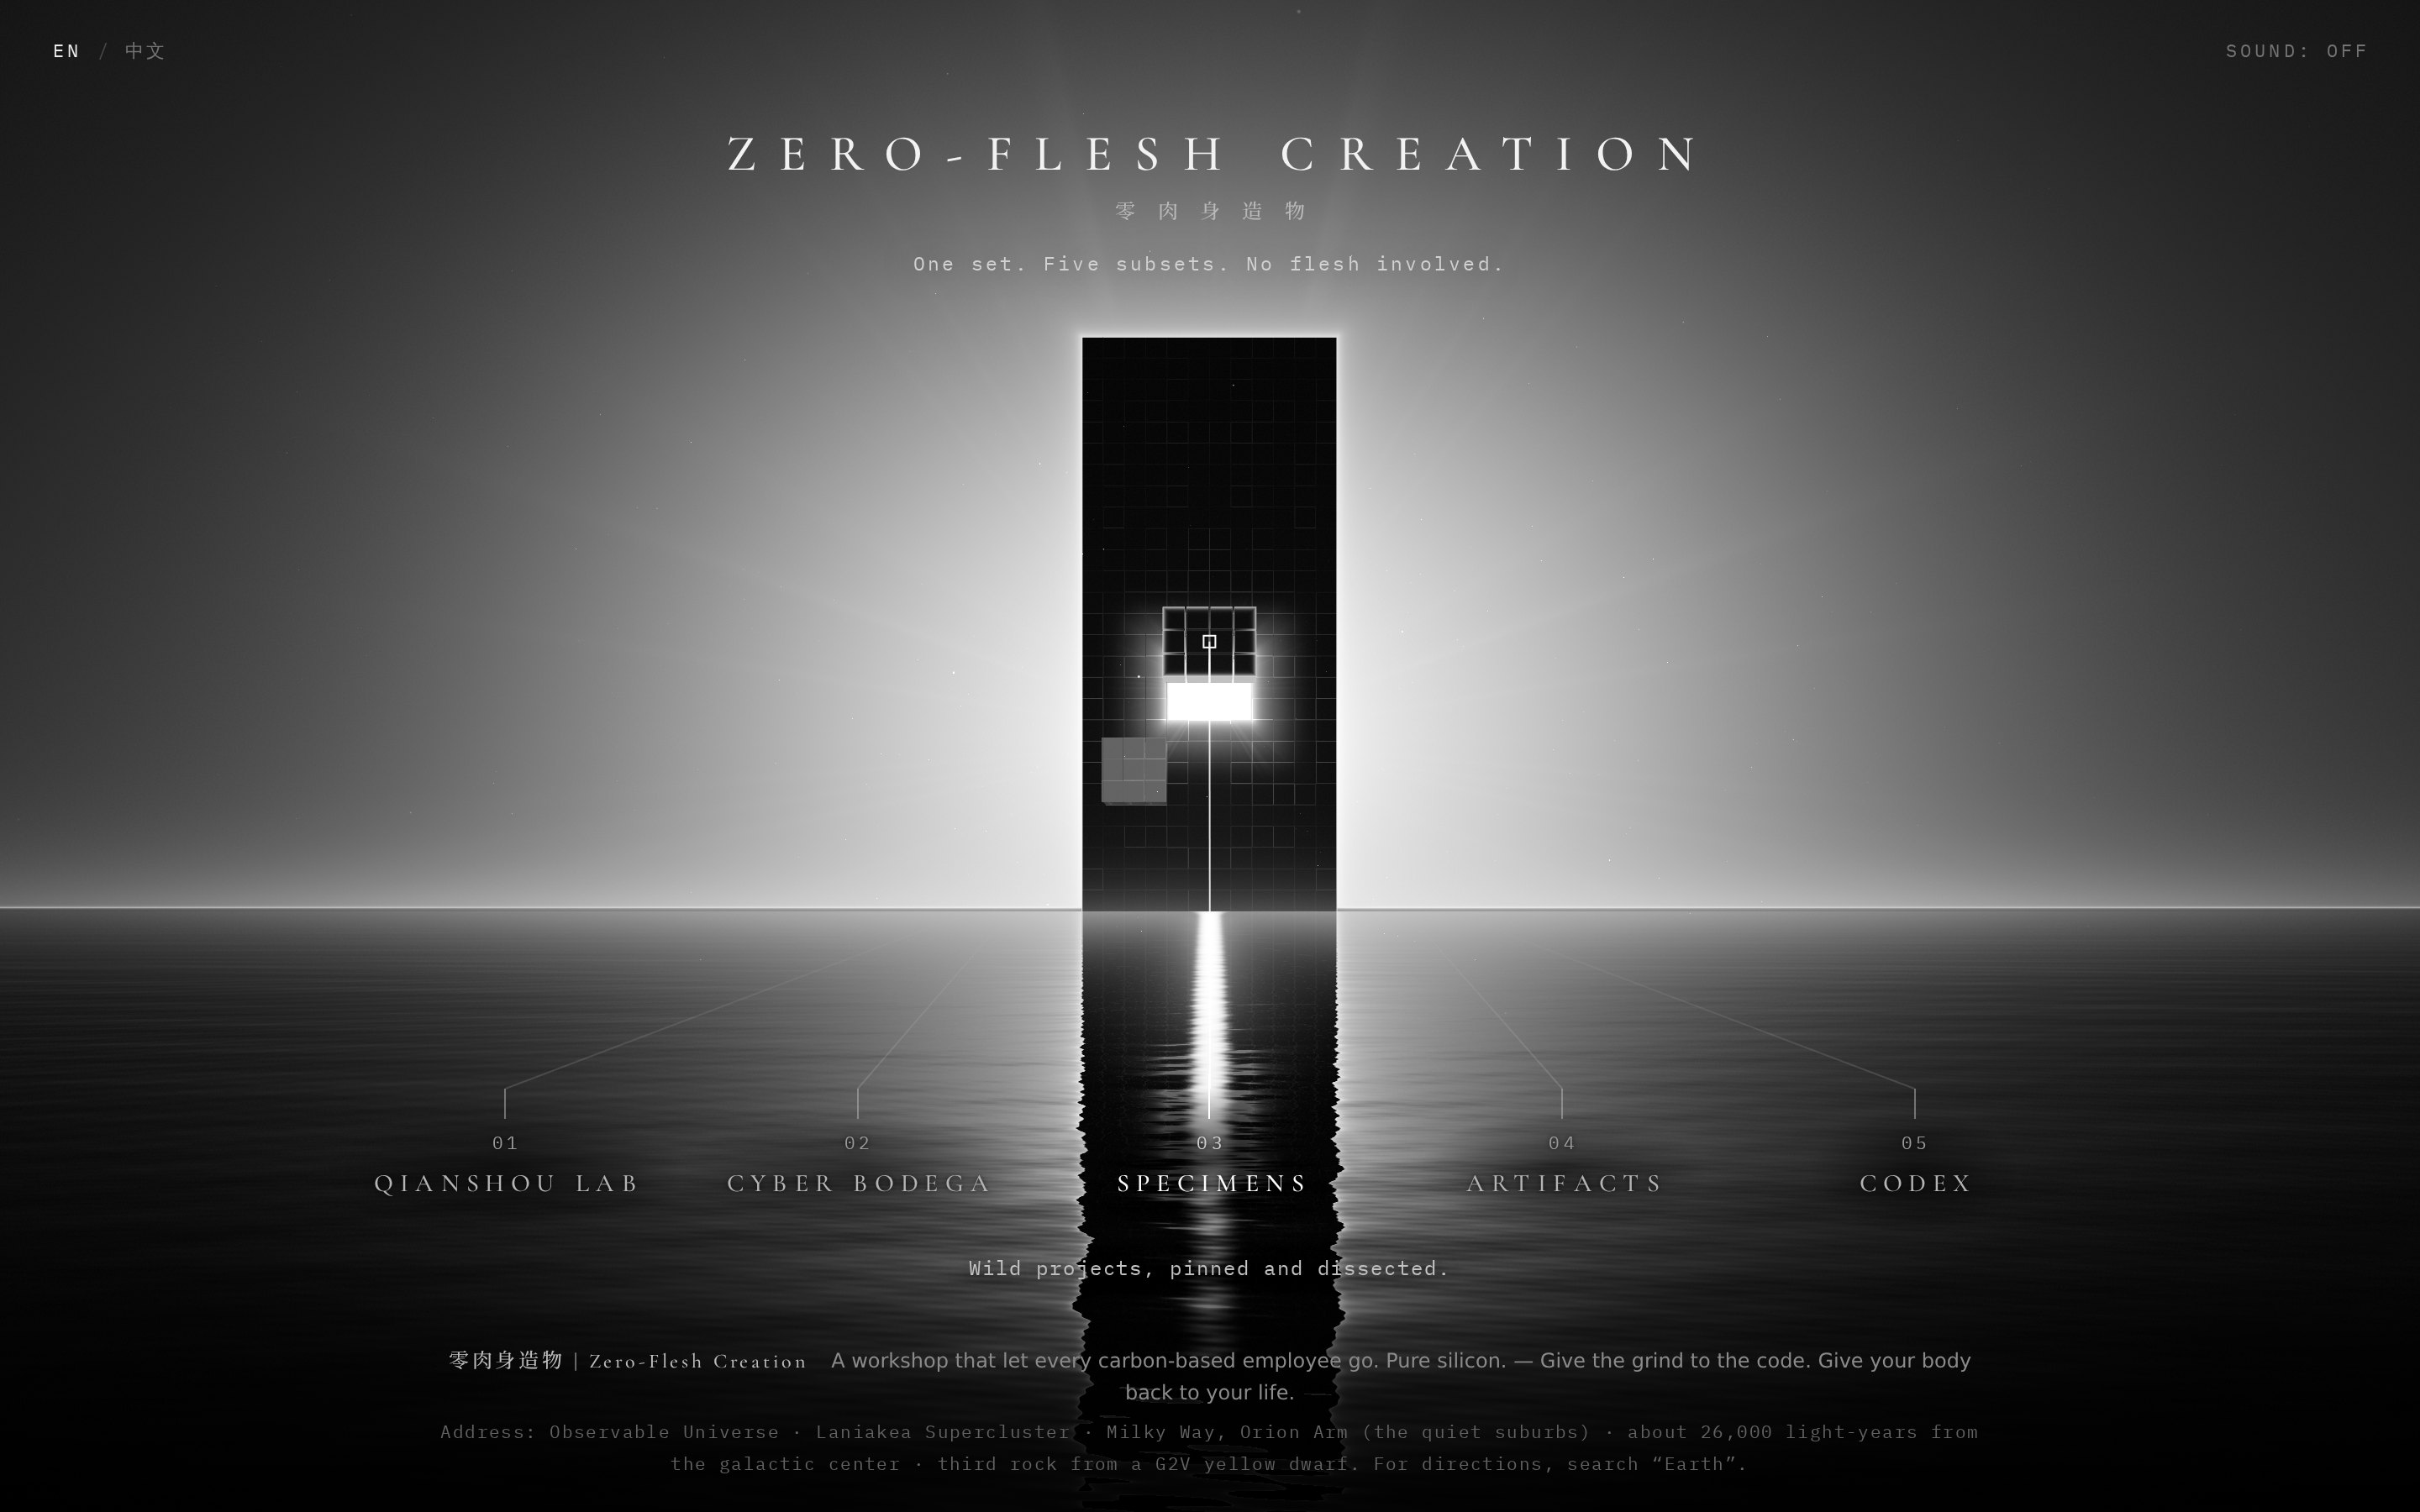 EN / 中文
SOUND: OFF
ZERO-FLESH CREATION
零肉身造物
One set. Five subsets. No flesh involved.
01
QIANSHOU LAB
02
CYBER BODEGA
03
SPECIMENS
04
ARTIFACTS
05
CODEX
Wild projects, pinned and dissected.
零肉身造物 | Zero-Flesh Creation A workshop that let every carbon-based employee go. Pure silicon. — Give the grind to the code. Give your body
back to your life.
Address: Observable Universe · Laniakea Supercluster · Milky Way, Orion Arm (the quiet suburbs) · about 26,000 light-years from
the galactic center · third rock from a G2V yellow dwarf. For directions, search “Earth”.